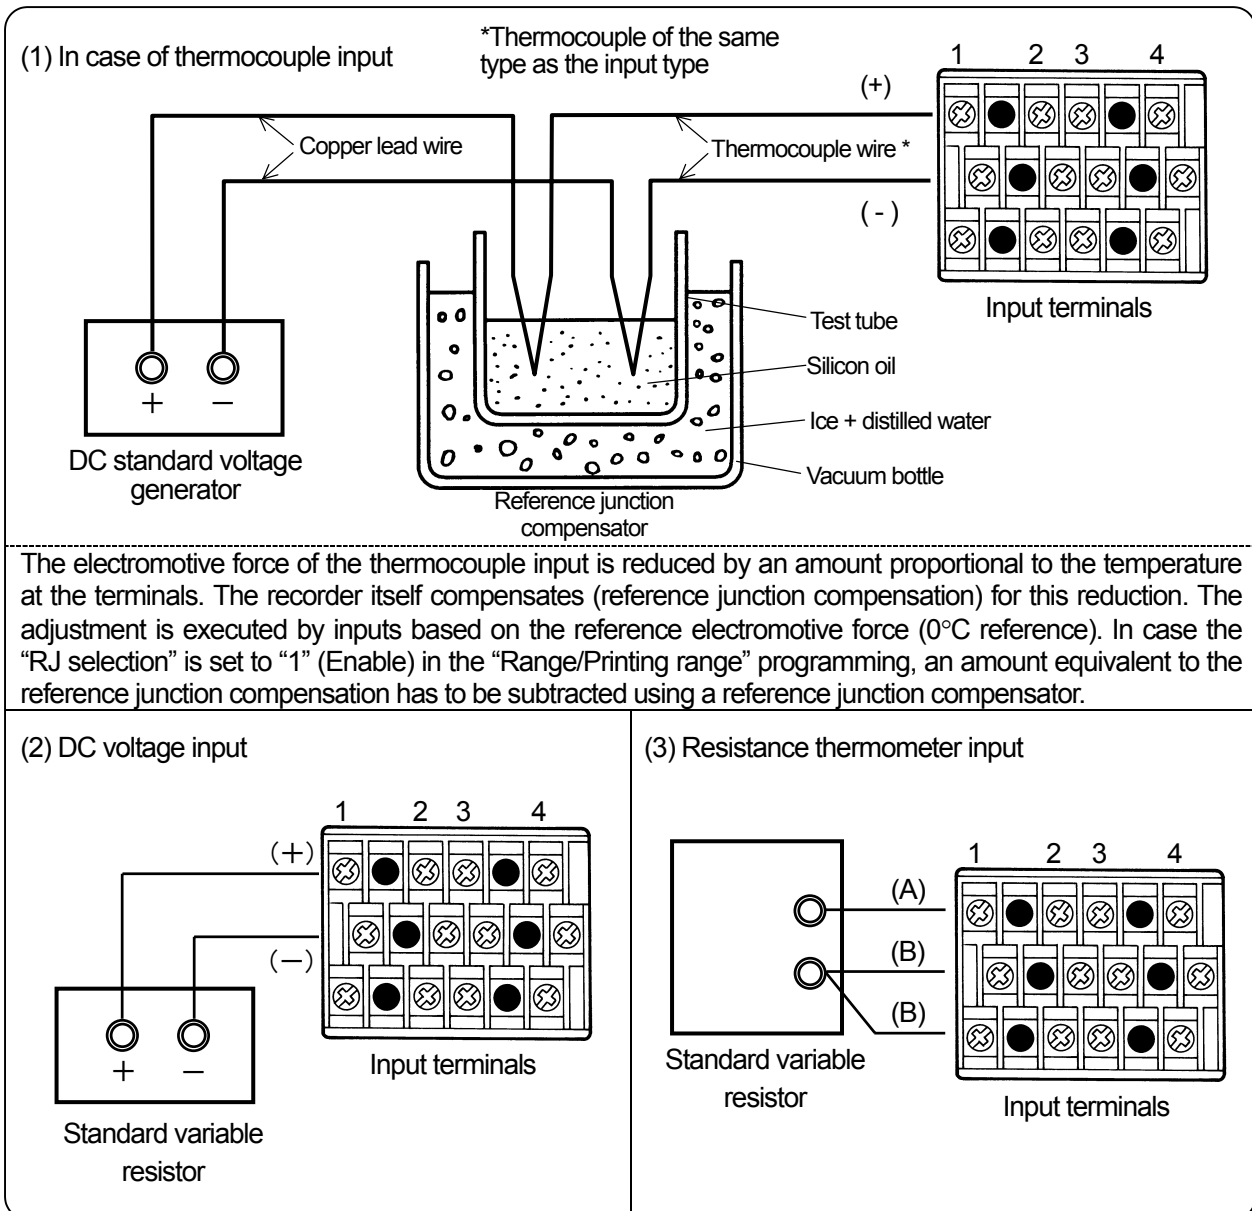 (1) In case of thermocouple input
*Thermocouple of the same
type as the input type
1 2 3 4
(+)
Copper lead wire
Thermocouple wire *
( - )
Input terminals
Test tube
Silicon oil
+ −
Ice + distilled water
DC standard voltage
generator
Vacuum bottle
Reference junction
compensator
The electromotive force of the thermocouple input is reduced by an amount proportional to the temperature
at the terminals. The recorder itself compensates (reference junction compensation) for this reduction. The
adjustment is executed by inputs based on the reference electromotive force (0°C reference). In case the
“RJ selection” is set to “1” (Enable) in the “Range/Printing range” programming, an amount equivalent to the
reference junction compensation has to be subtracted using a reference junction compensator.
(2) DC voltage input
1 2 3 4
(+)
(−)
+ −
Input terminals
Standard variable
resistor
(3) Resistance thermometer input
1 2 3 4
(A)
(B)
(B)
Standard variable
resistor
Input terminals